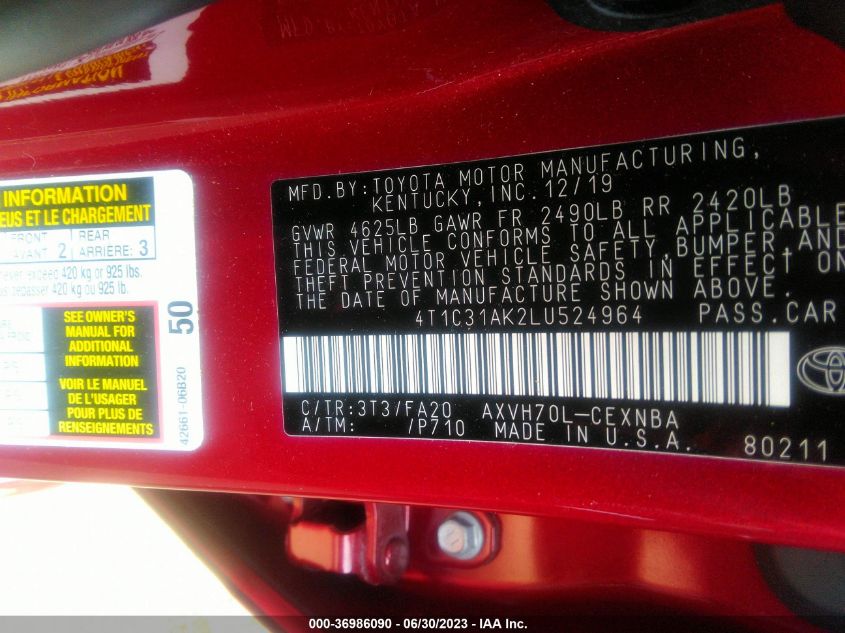 INFORMATION
EUS ET LE CHARGEMENT
FRONT
AVANT 2
REAR
ARRIERE: 3
ever exceed 420 kg or 925 lbs.
us depasser 420 kg ou 925 lb.
SEE OWNER'S
MANUAL FOR
ADDITIONAL
INFORMATION
VOIR LE MANUEL
DE L'USAGER
POUR PLUS DE
RENSEIGNEMENTS
50
42661-06B20
MFD.BY:TOYOTA MOTOR MANUFACTURING,
KENTUCKY,INC.12/19
GVWR 4625LB GAWR FR 2490LB RR 2420LB
THIS VEHICLE CONFORMS TO ALL APPLICABLE
FEDERAL MOTOR VEHICLE SAFETY,BUMPER,AND
THEFT PREVENTION STANDARDS IN EFFECT ON
THE DATE OF MANUFACTURE SHOWN ABOVE.
4T1C31AK2LU524964 PASS.CAR
C/TR:3T3/FA20 AXVH70L-CEXNBA
A/TM: /P710 MADE IN U.S.A.
80211
000-36986090 - 06/30/2023 - IAA Inc.